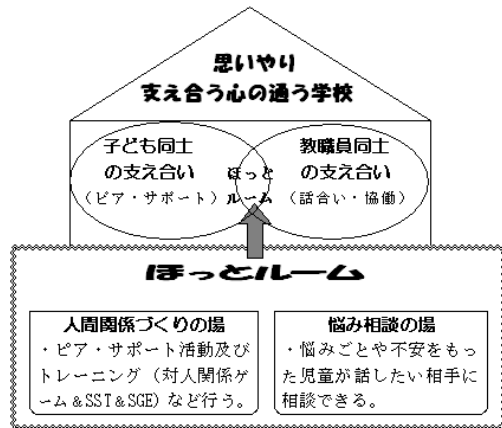 思いやり
支え合う心の通う学校
子ども同士
の支え合い
（ピア・サポート）
ほっと
ルーム
教職員同士
の支え合い
（話合い・協働）
ほっとルーム
人間関係づくりの場
・ピア・サポート活動及び
トレーニング（対人関係ゲ
ーム&SST&SGE）など行う。
悩み相談の場
・悩みごとや不安をもっ
た児童が話したい相手に
相談できる。